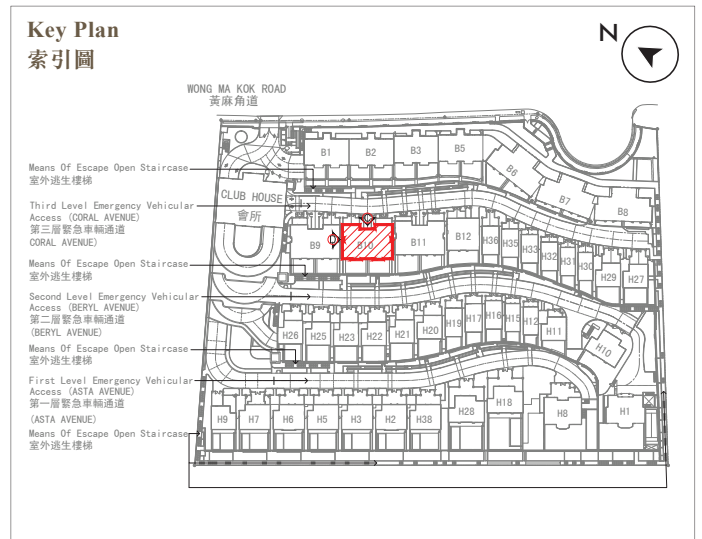 Key Plan
索引圖
N
WONG MA KOK ROAD
黃麻角道
B1
B2
B3
B5
B6
B7
B8
Means Of Escape Open Staircase
室外逃生樓梯
CLUB HOUSE
會所
Third Level Emergency Vehicular
Access (CORAL AVENUE)
第三層緊急車輛通道
CORAL AVENUE)
B9
B10
B11
B12
H36
H35
H33
H32
H31
H30
H29
H27
Means Of Escape Open Staircase
室外逃生樓梯
Second Level Emergency Vehicular
Access (BERYL AVENUE)
第二層緊急車輛通道
(BERYL AVENUE)
H26
H25
H23
H22
H21
H20
H19
H17
H16
H15
H12
H11
H10
Means Of Escape Open Staircase
室外逃生樓梯
First Level Emergency Vehicular
Access (ASTA AVENUE)
第一層緊急車輛通道
(ASTA AVENUE)
H9
H7
H6
H5
H3
H2
H38
H28
H18
H8
H1
Means Of Escape Open Staircase
室外逃生樓梯